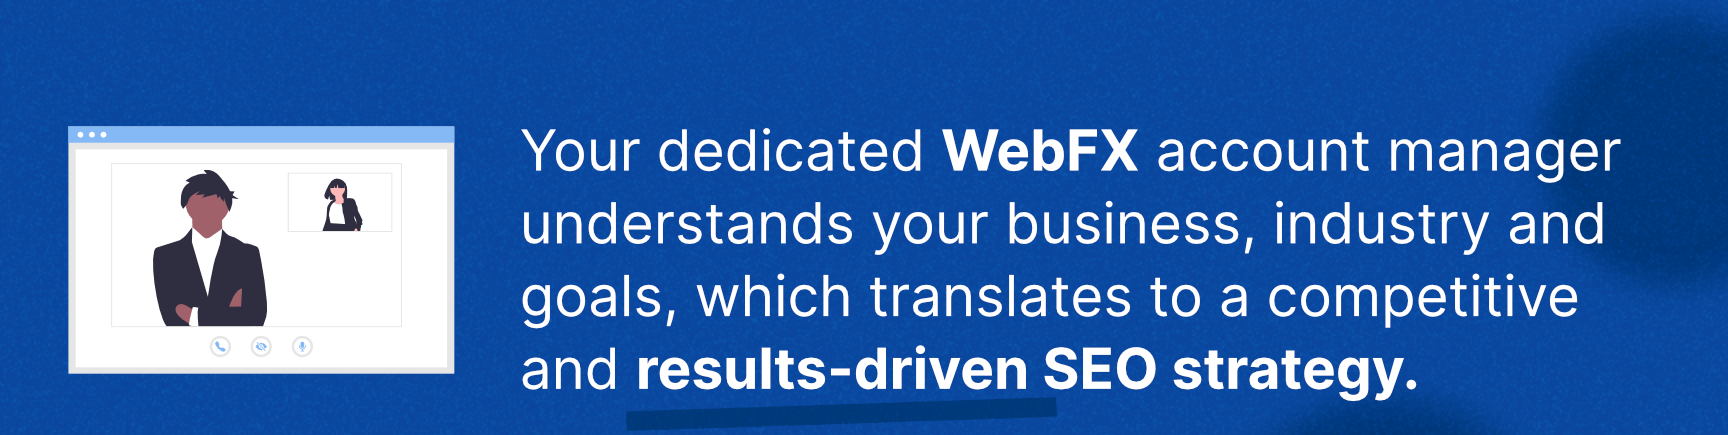 Your dedicated WebFX account manager
understands your business, industry and
goals, which translates to a competitive
and results-driven SEO strategy.